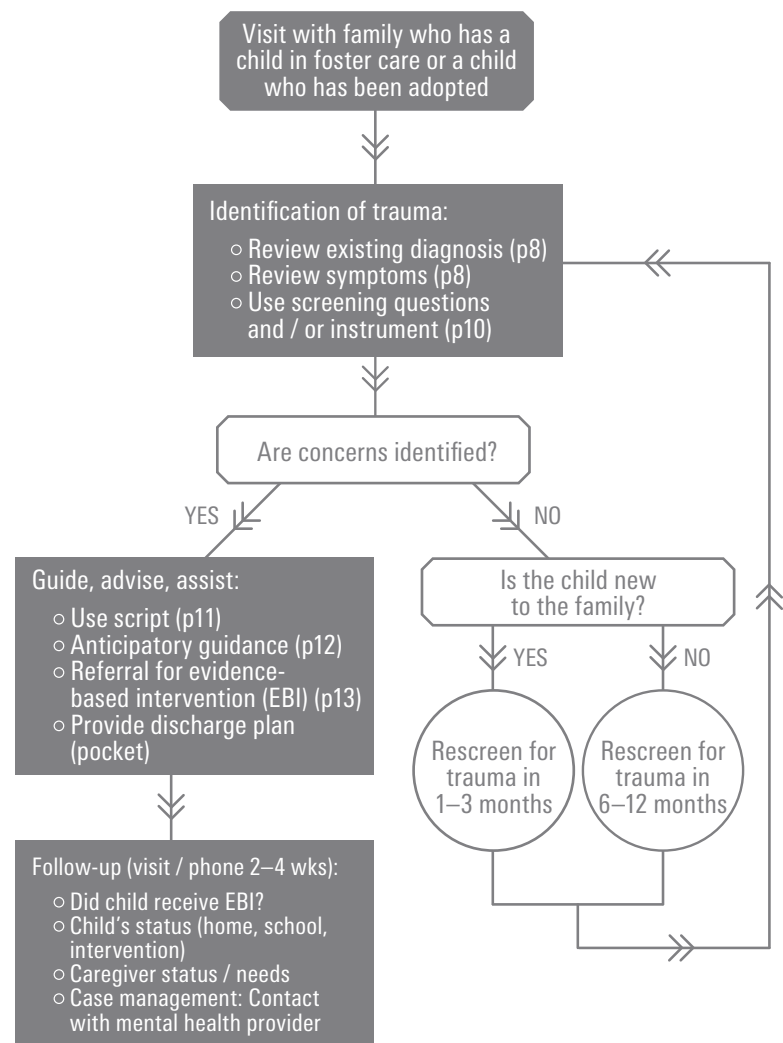 Visit with family who has a
child in foster care or a child
who has been adopted
Identification of trauma:
○ Review existing diagnosis (p8)
○ Review symptoms (p8)
○ Use screening questions
and / or instrument (p10)
Are concerns identified?
YES
NO
Guide, advise, assist:
○ Use script (p11)
○ Anticipatory guidance (p12)
○ Referral for evidence-
based intervention (EBI) (p13)
○ Provide discharge plan
(pocket)
Is the child new
to the family?
YES
NO
Rescreen for
trauma in
1–3 months
Rescreen for
trauma in
6–12 months
Follow-up (visit / phone 2–4 wks):
○ Did child receive EBI?
○ Child's status (home, school,
intervention)
○ Caregiver status / needs
○ Case management: Contact
with mental health provider